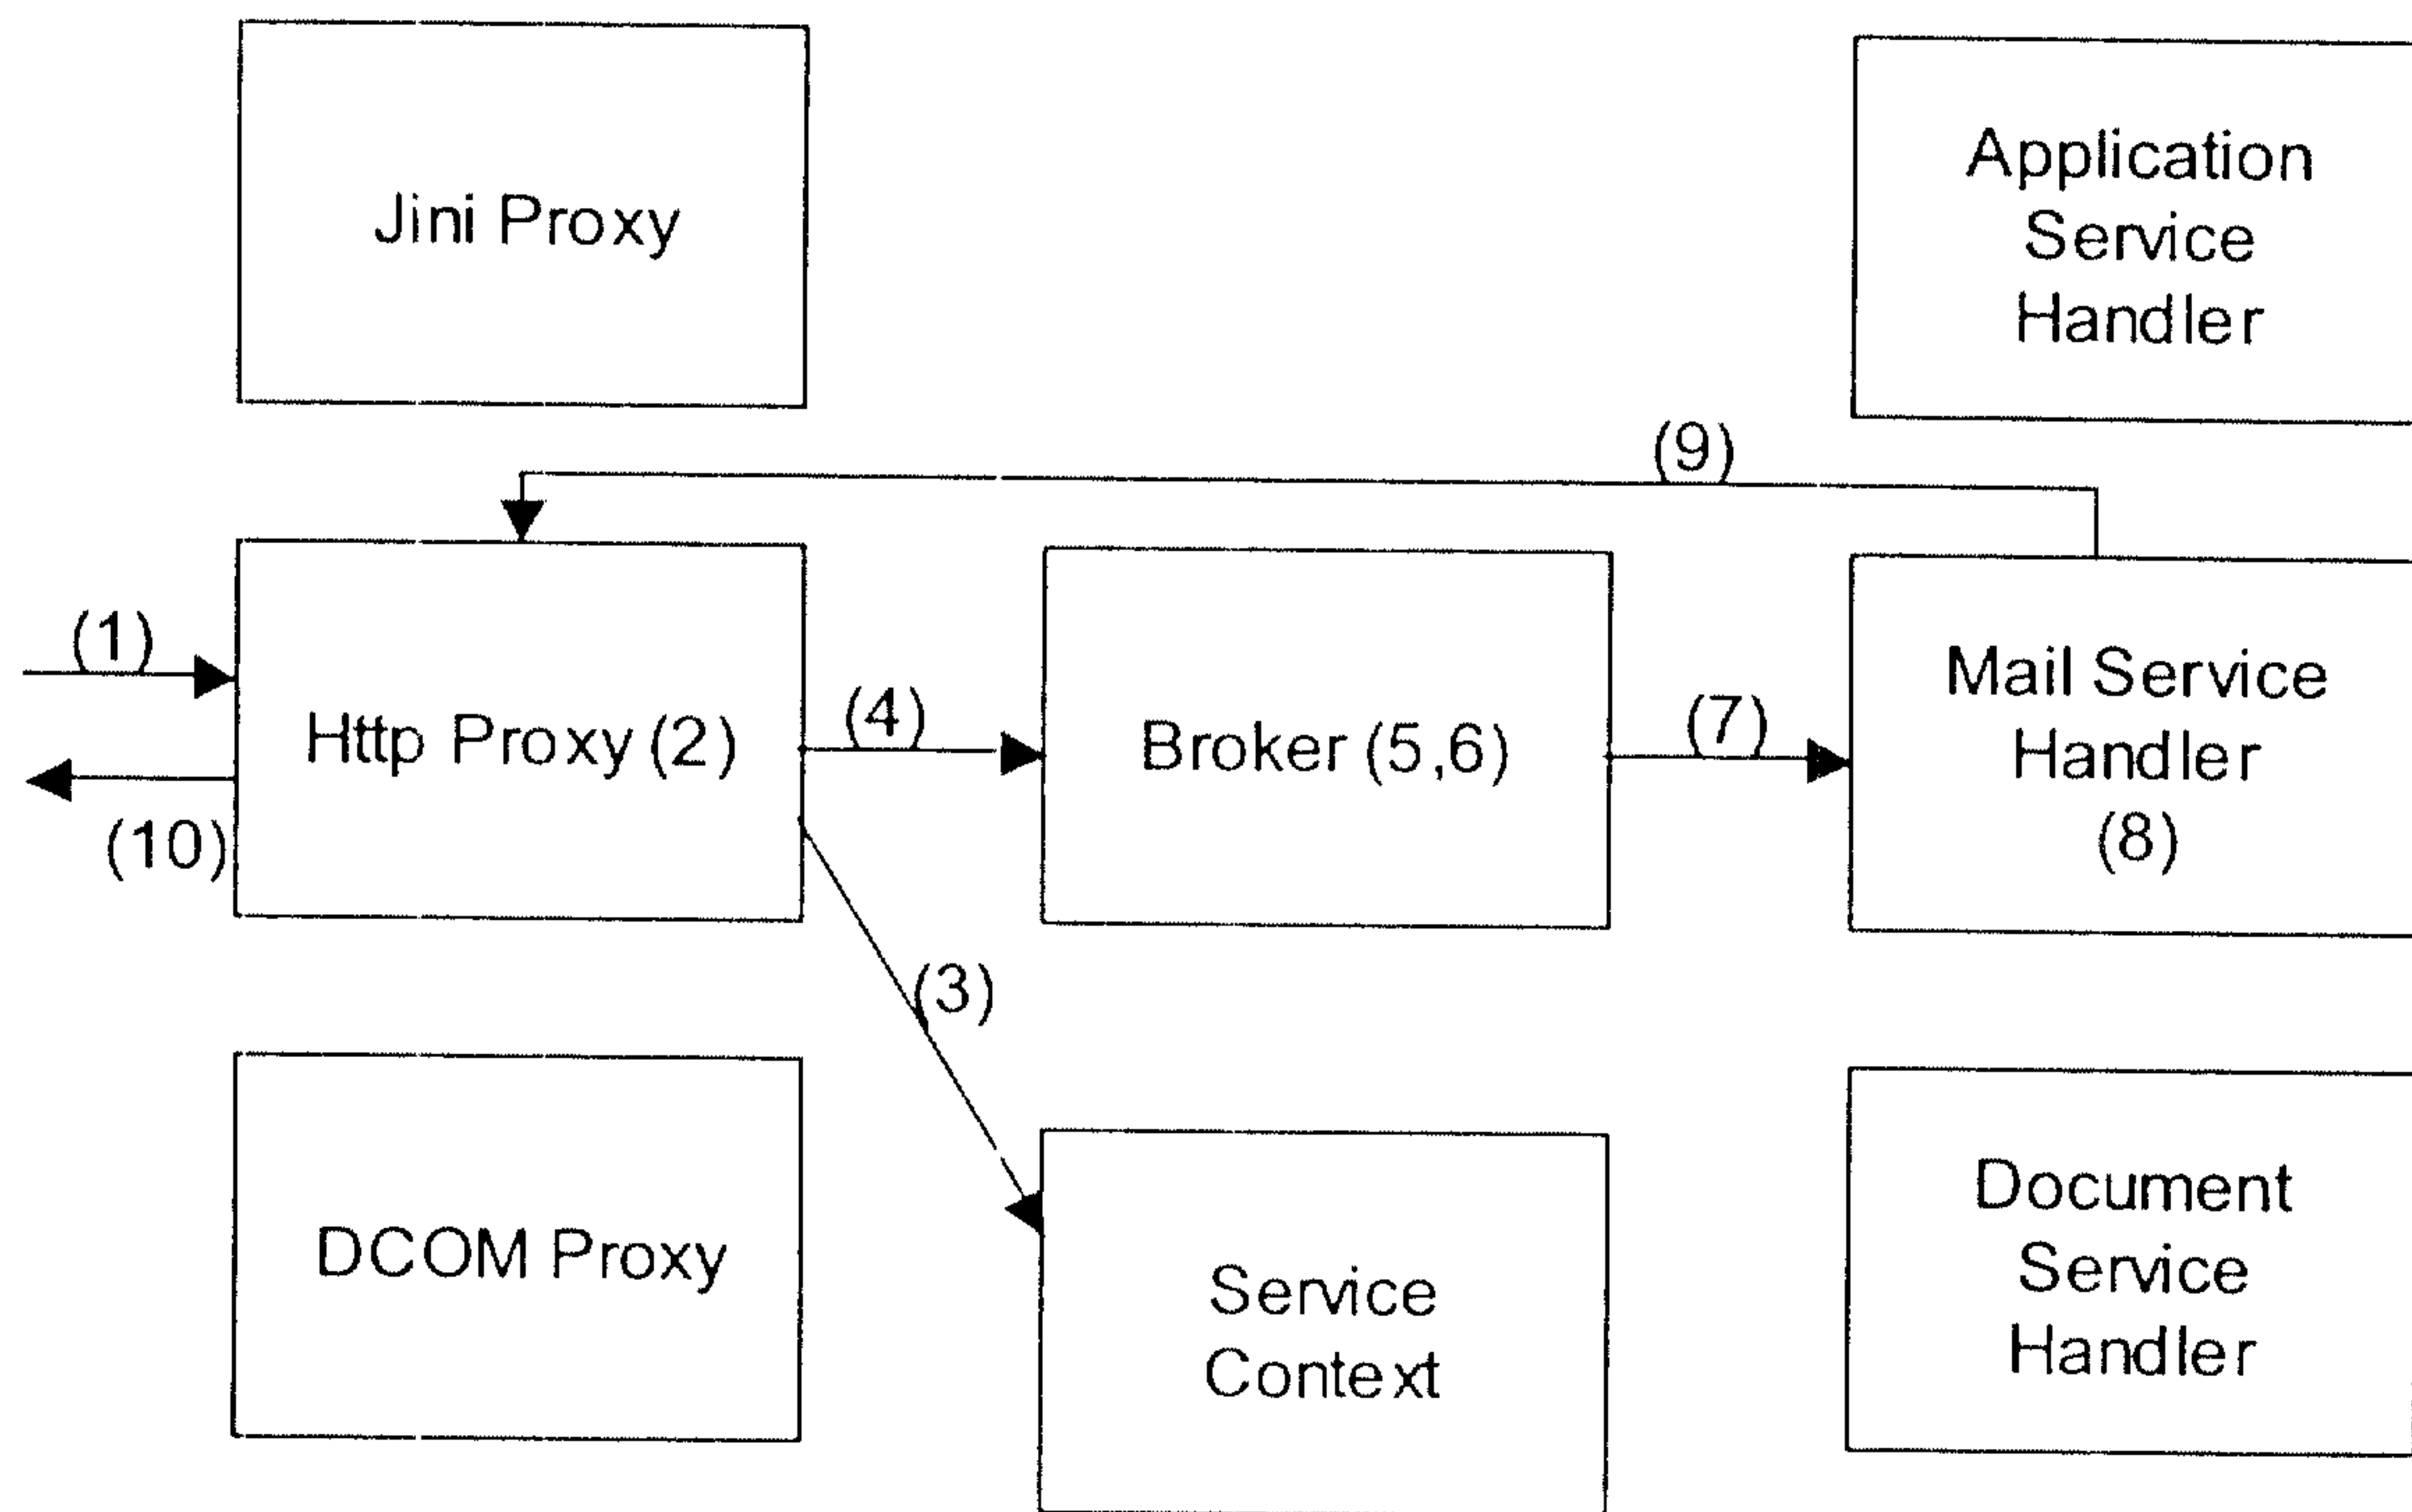 Jini Proxy
Application
Service
Handler
(9)
(1)
Http Proxy (2)
(10)
(4)
Broker (5,6)
(7)
Mail Service
Handler
(8)
(3)
DCOM Proxy
Service
Context
Document
Service
Handler